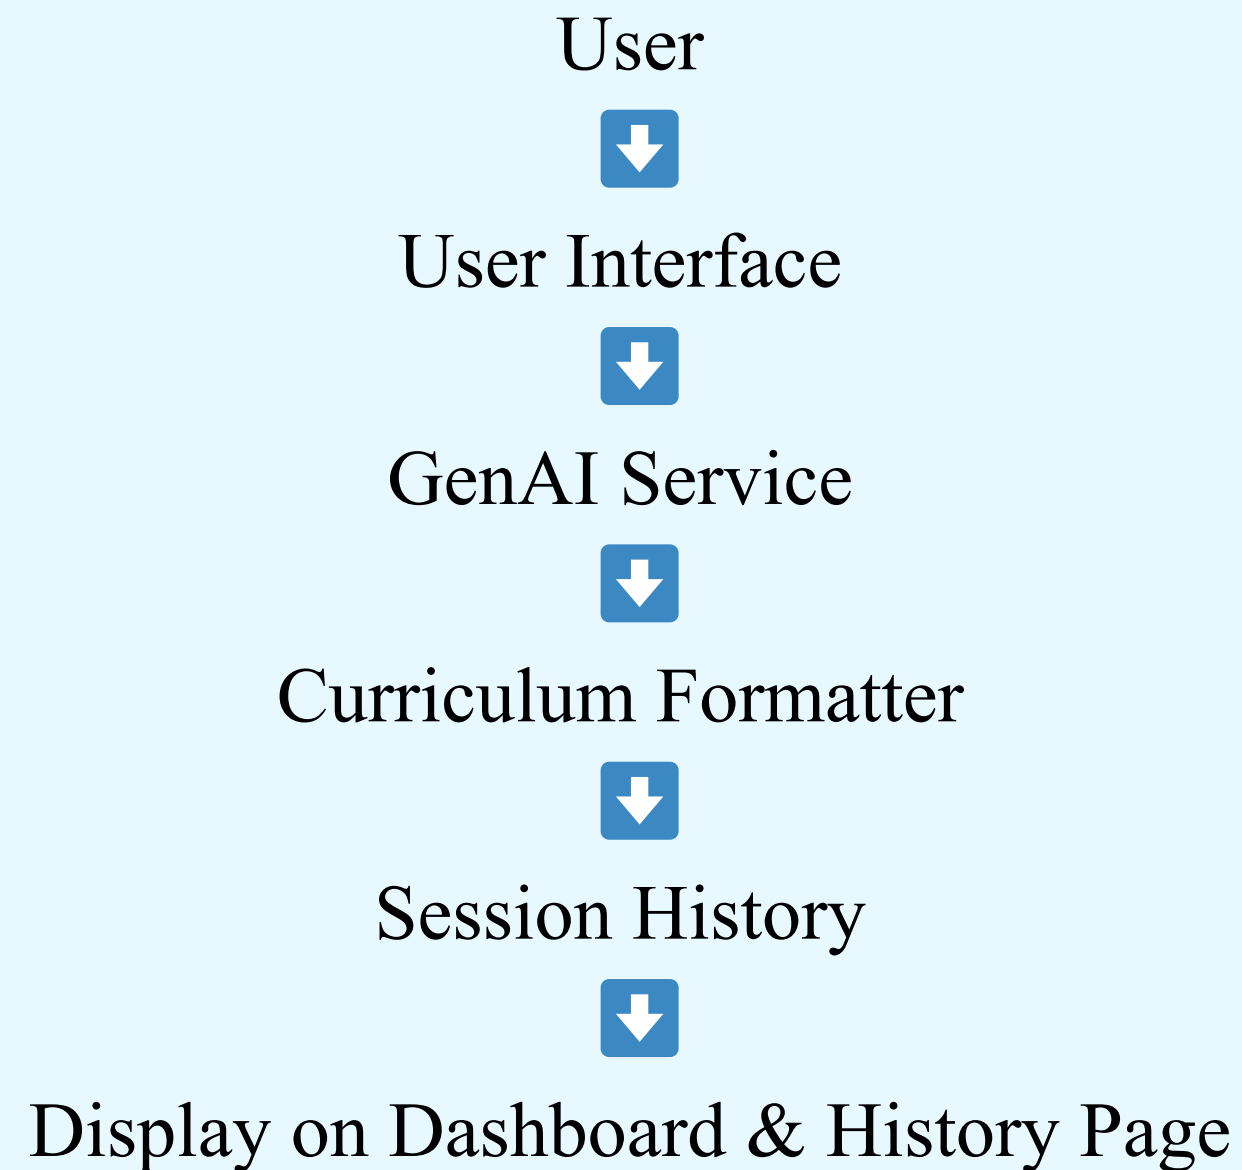 User
⬇️
User Interface
⬇️
GenAI Service
⬇️
Curriculum Formatter
⬇️
Session History
⬇️
Display on Dashboard & History Page